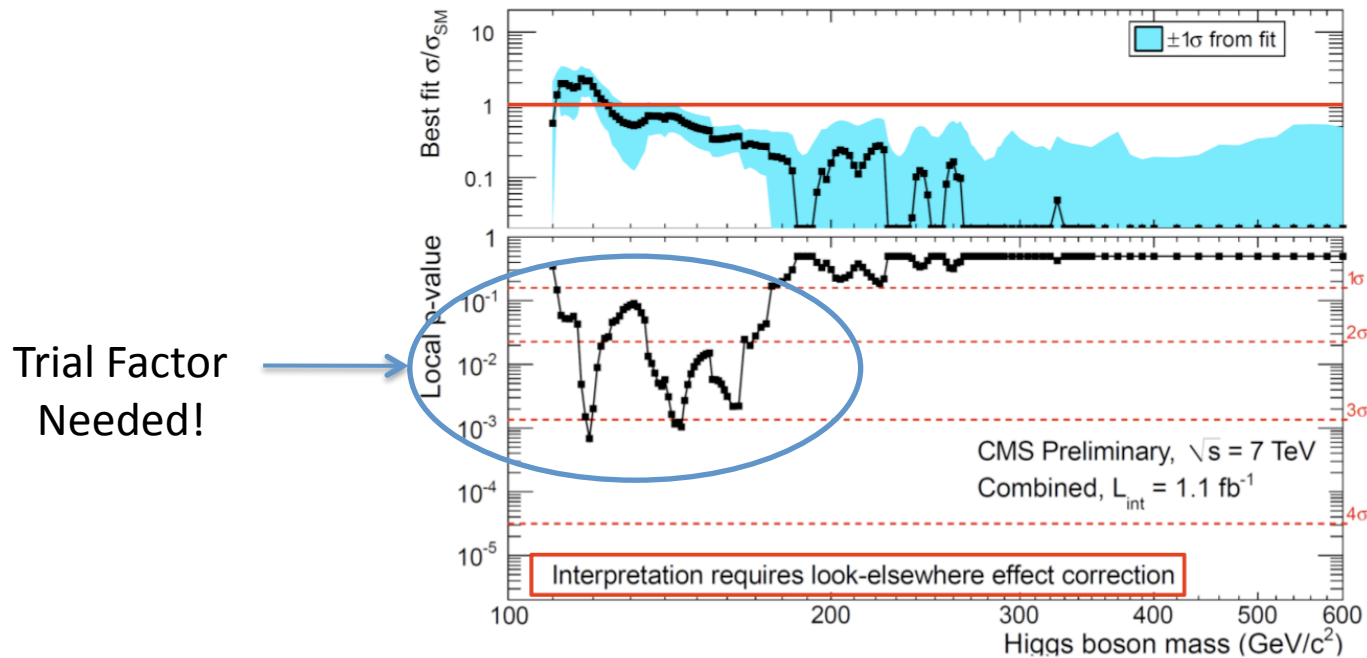 Trial Factor
Needed!
Best fit σ/σSM
10
1
0.1
±1σ from fit
Local p-value
1
10⁻¹
10⁻²
10⁻³
10⁻⁴
10⁻⁵
1σ
2σ
3σ
4σ
CMS Preliminary, √s = 7 TeV
Combined, Lint = 1.1 fb⁻¹
Interpretation requires look-elsewhere effect correction
100 200 300 400 500 600
Higgs boson mass (GeV/c²)